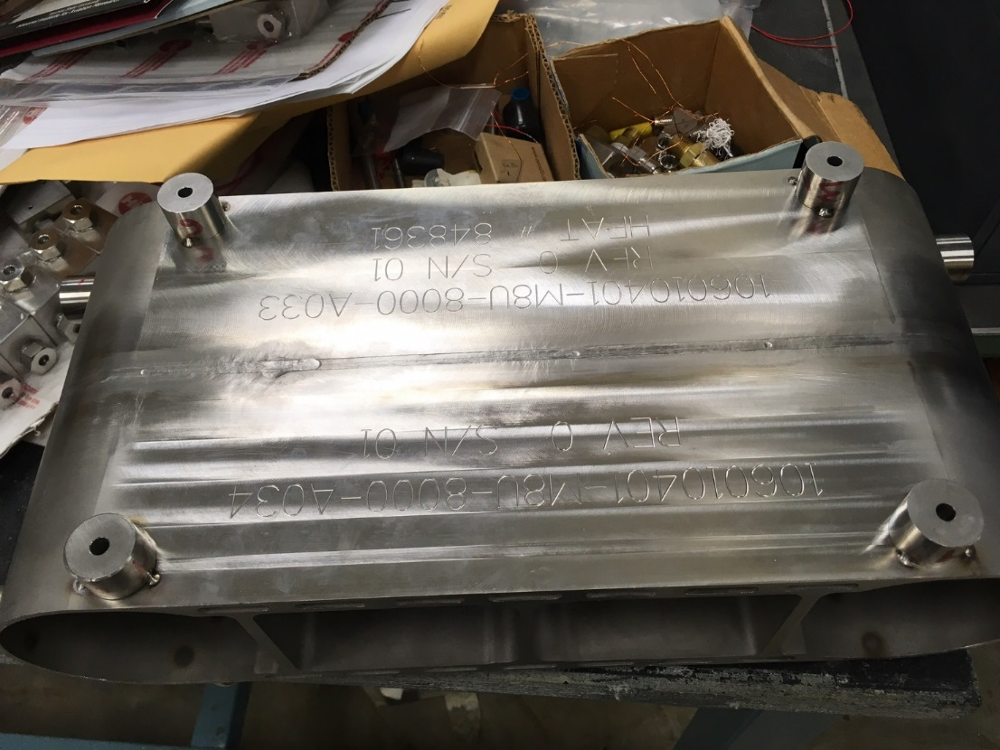 106010401-M8U-8000-A034
REV 0 S/N 01
106010401-M8U-8000-A033
REV 0 S/N 01
HEAT # 848361